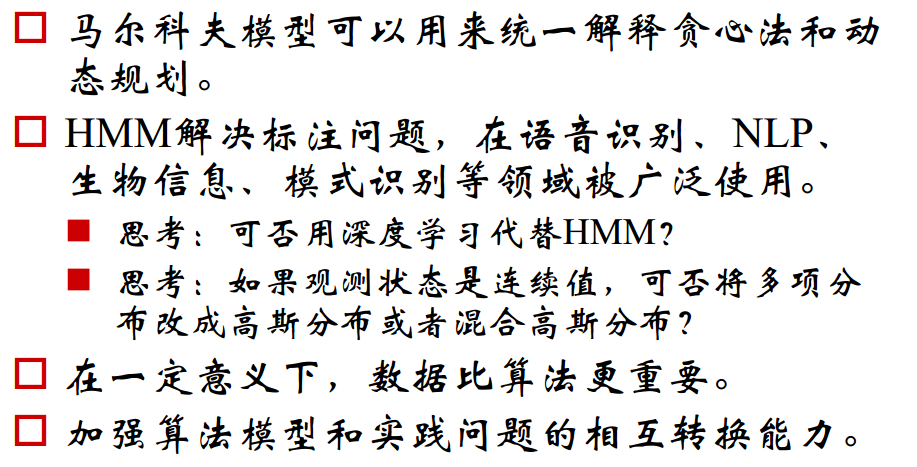 马尔科夫模型可以用来统一解释贪心法和动
态规划。
HMM解决标注问题，在语音识别、NLP、
生物信息、模式识别等领域被广泛使用。
思考：可否用深度学习代替HMM？
思考：如果观测状态是连续值，可否将多项分
布改成高斯分布或者混合高斯分布？
在一定意义下，数据比算法更重要。
加强算法模型和实践问题的相互转换能力。